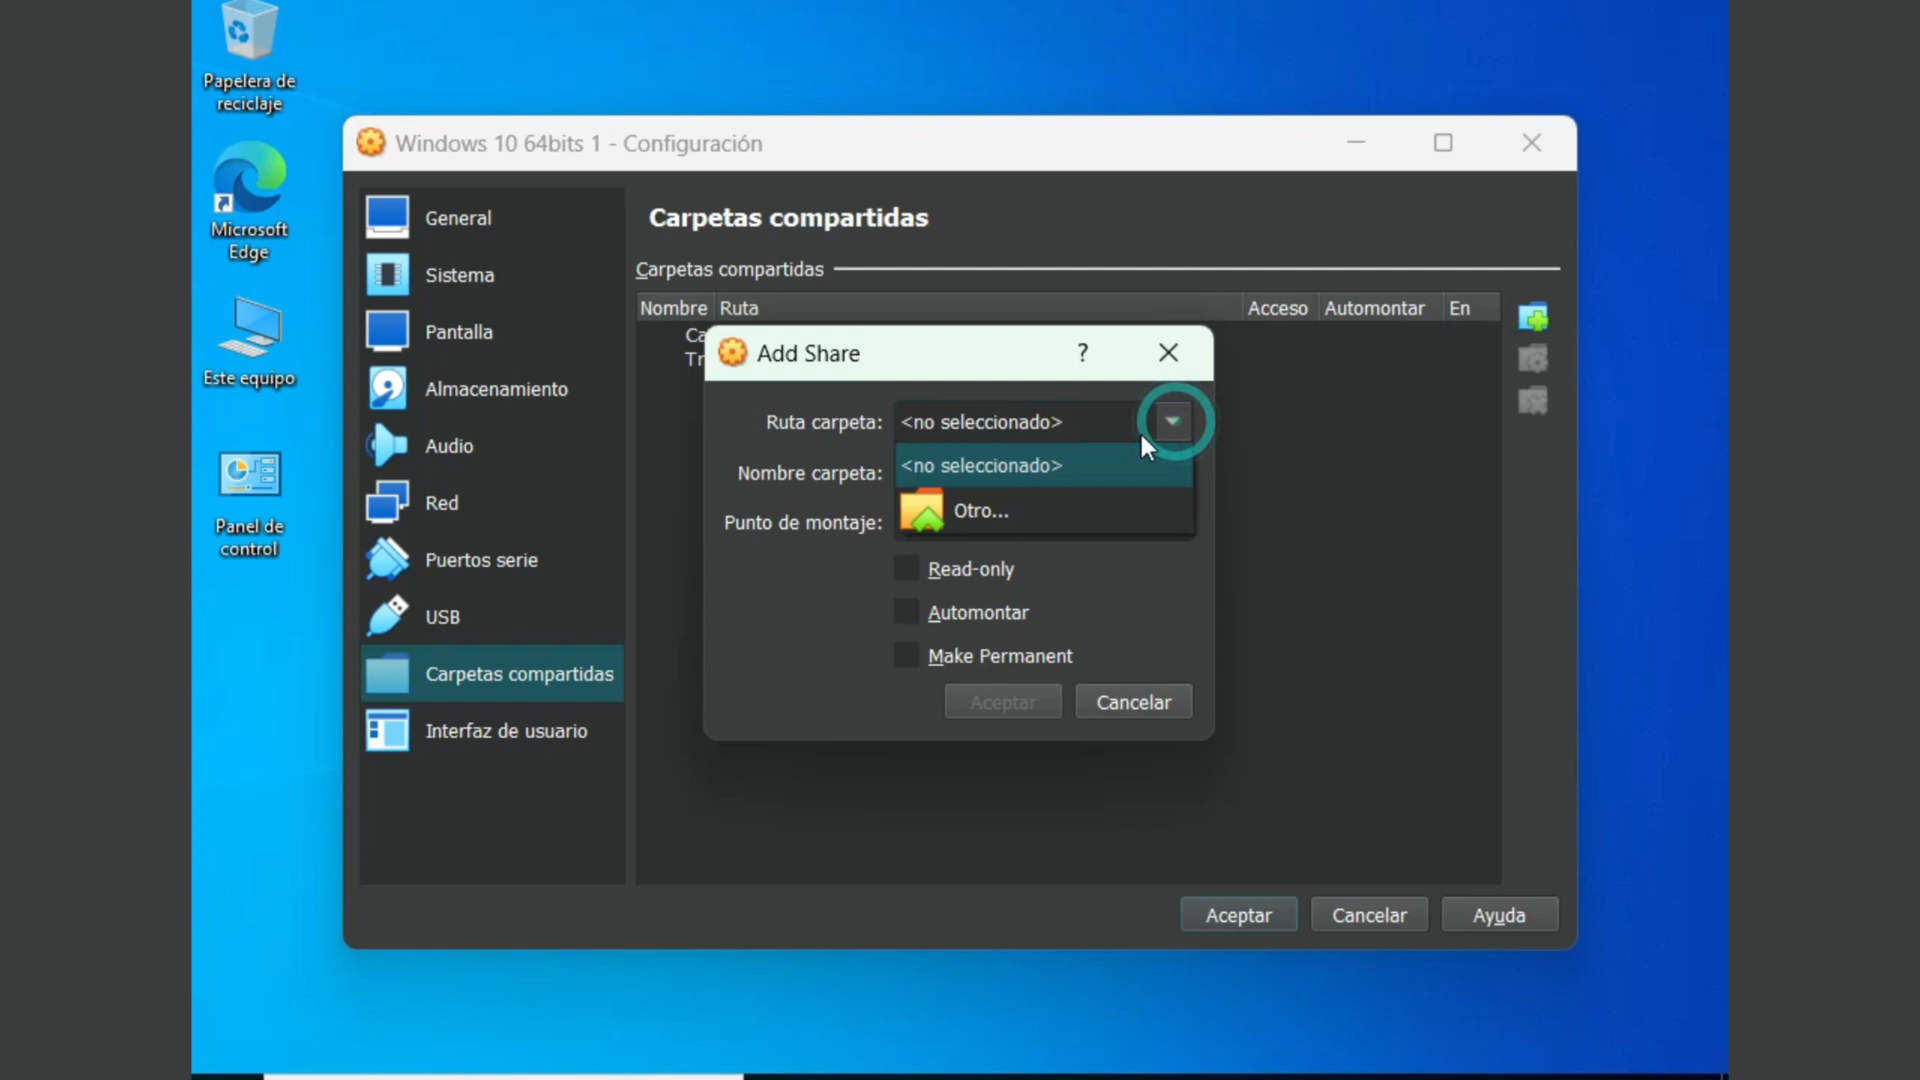 Papelera de
reciclaje
Microsoft
Edge
Este equipo
Panel de
control
Windows 10 64bits 1 - Configuración
General
Sistema
Pantalla
Almacenamiento
Audio
Red
Puertos serie
USB
Carpetas compartidas
Interfaz de usuario
Carpetas compartidas
Carpetas compartidas
Nombre Ruta Acceso Automontar En
Ca
Tr
Add Share ?
Ruta carpeta: <no seleccionado>
<no seleccionado>
Otro...
Nombre carpeta:
Punto de montaje:
Read-only
Automontar
Make Permanent
Aceptar Cancelar
Aceptar Cancelar Ayuda